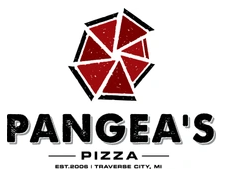 PANGEA'S
PIZZA
EST.2006 | TRAVERSE CITY, MI